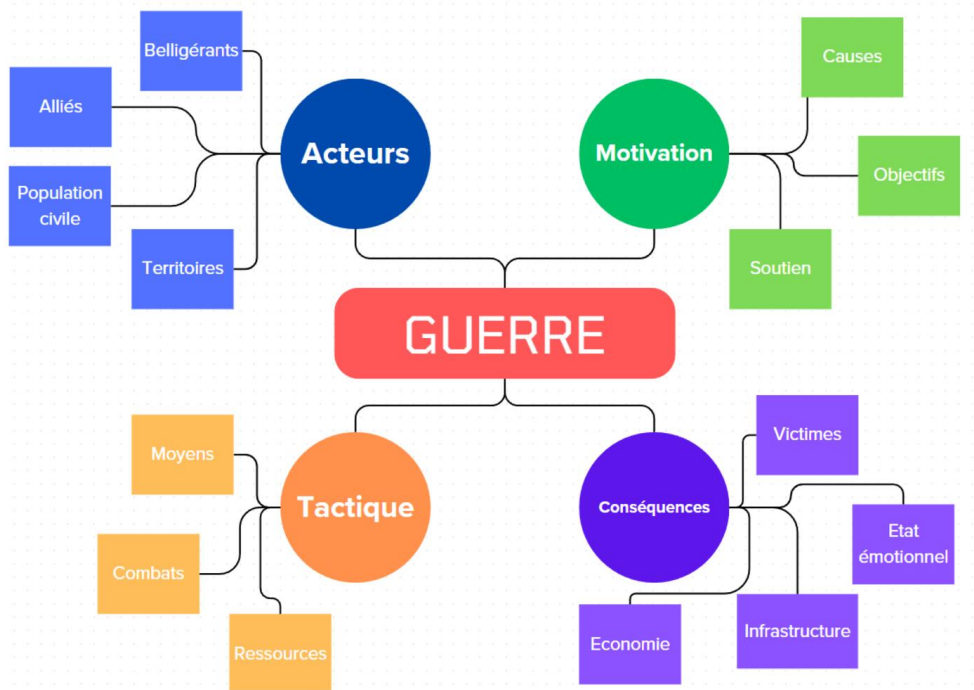 Belligérants
Alliés
Population
civile
Territoires
Acteurs
Motivation
Causes
Objectifs
Soutien
GUERRE
Moyens
Combats
Ressources
Tactique
Conséquences
Victimes
Etat
émotionnel
Infrastructure
Economie